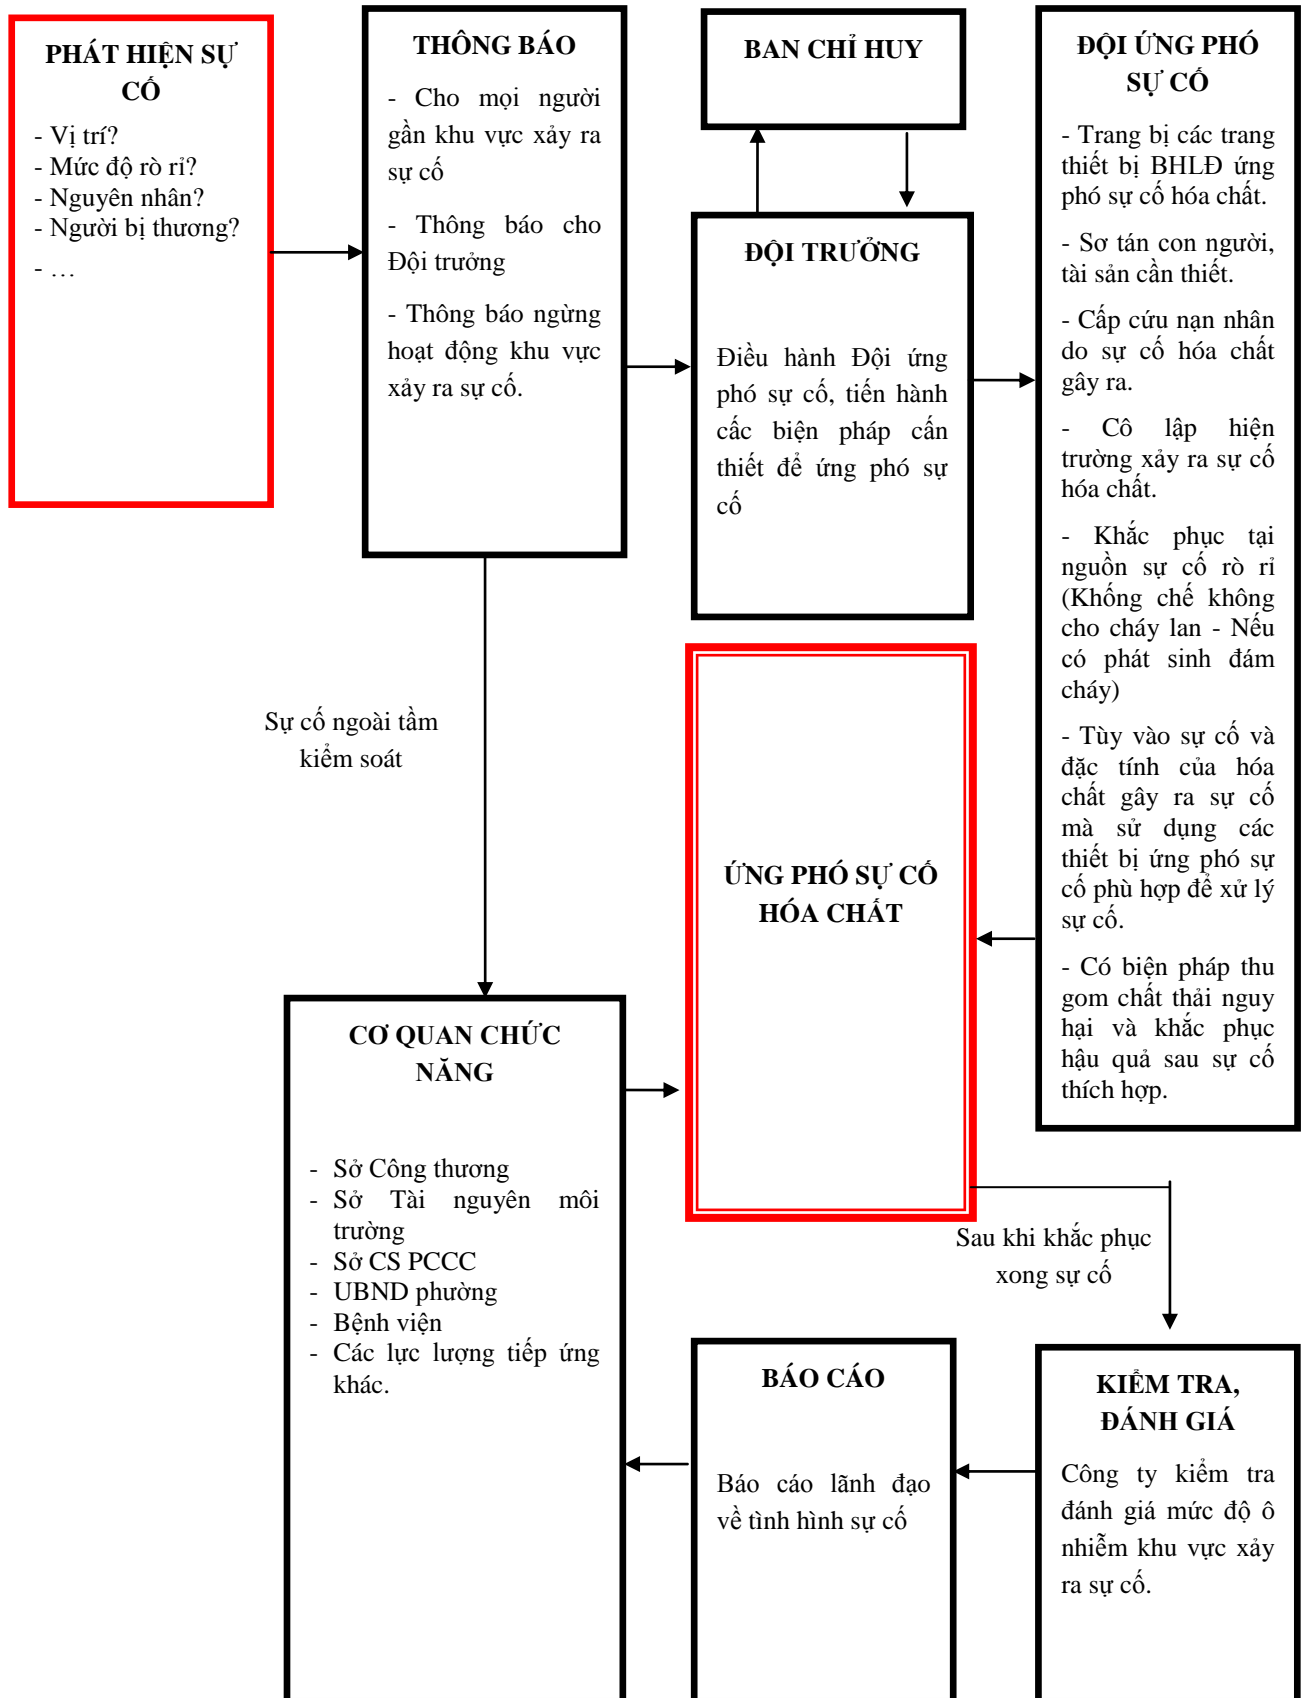 PHÁT HIỆN SỰ
CỐ
- Vị trí?
- Mức độ rò rỉ?
- Nguyên nhân?
- Người bị thương?
- …
THÔNG BÁO
- Cho mọi người
gần khu vực xảy ra
sự cố
- Thông báo cho
Đội trưởng
- Thông báo ngừng
hoạt động khu vực
xảy ra sự cố.
BAN CHỈ HUY
ĐỘI TRƯỞNG
Điều hành Đội ứng
phó sự cố, tiến hành
cấc biện pháp cấn
thiết để ứng phó sự
cố
ĐỘI ỨNG PHÓ
SỰ CỐ
- Trang bị các trang
thiết bị BHLĐ ứng
phó sự cố hóa chất.
- Sơ tán con người,
tài sản cần thiết.
- Cấp cứu nạn nhân
do sự cố hóa chất
gây ra.
- Cô lập hiện
trường xảy ra sự cố
hóa chất.
- Khắc phục tại
nguồn sự cố rò rỉ
(Khống chế không
cho cháy lan - Nếu
có phát sinh đám
cháy)
- Tùy vào sự cố và
đặc tính của hóa
chất gây ra sự cố
mà sử dụng các
thiết bị ứng phó sự
cố phù hợp để xử lý
sự cố.
- Có biện pháp thu
gom chất thải nguy
hại và khắc phục
hậu quả sau sự cố
thích hợp.
Sự cố ngoài tầm
kiểm soát
ỨNG PHÓ SỰ CỐ
HÓA CHẤT
CƠ QUAN CHỨC
NĂNG
- Sở Công thương
- Sở Tài nguyên môi
trường
- Sở CS PCCC
- UBND phường
- Bệnh viện
- Các lực lượng tiếp ứng
khác.
Sau khi khắc phục
xong sự cố
BÁO CÁO
Báo cáo lãnh đạo
về tình hình sự cố
KIỂM TRA,
ĐÁNH GIÁ
Công ty kiểm tra
đánh giá mức độ ô
nhiễm khu vực xảy
ra sự cố.